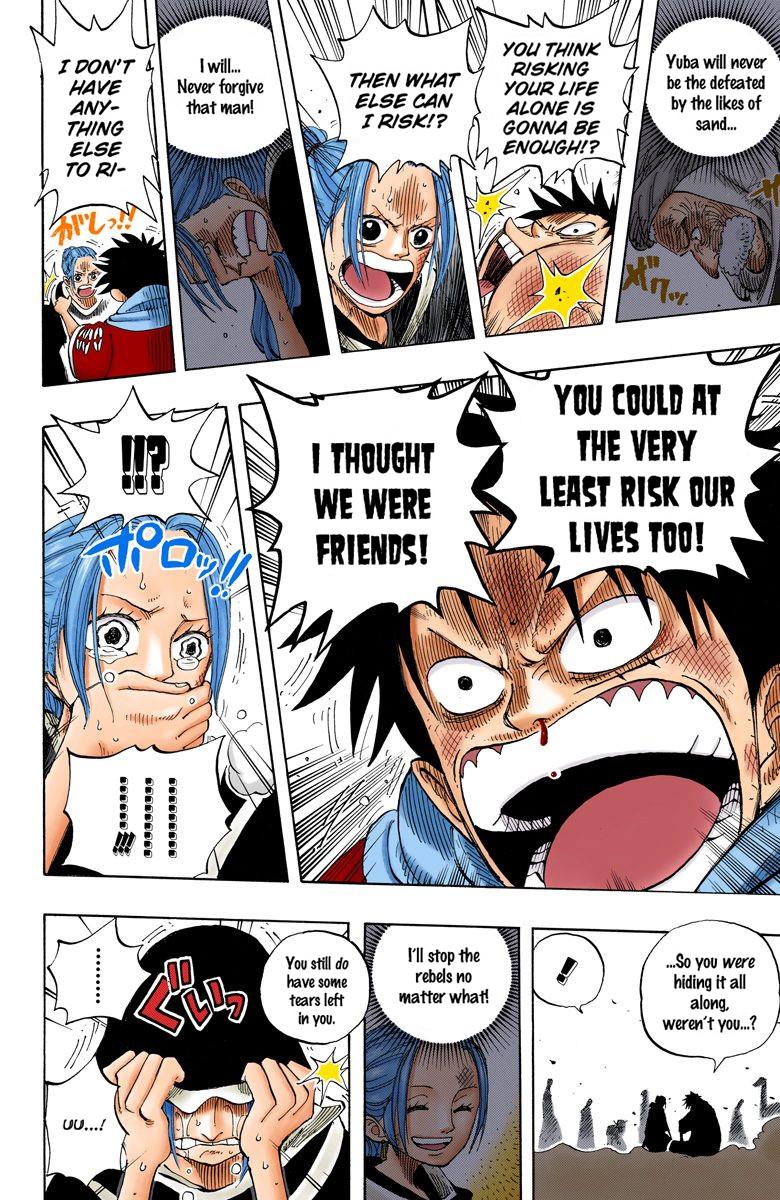 Yuba will never
be the defeated
by the likes of
sand...
ザクッ
YOU THINK
RISKING
YOUR LIFE
ALONE IS
GONNA BE
ENOUGH!?
THEN WHAT
ELSE CAN
I RISK!?
I will...
Never forgive
that man!
I DON'T
HAVE
ANY-
THING
ELSE
TO RI-
がしっ!!
YOU COULD AT
THE VERY
LEAST RISK OUR
LIVES TOO!
I THOUGHT
WE WERE
FRIENDS!
!!?
ポロッ!!
..............!!!
...So you were
hiding it all
along,
weren't you...?
!
I'll stop the
rebels no
matter what!
You still do
have some
tears left
in you.
ぐいっ
......
UU...!